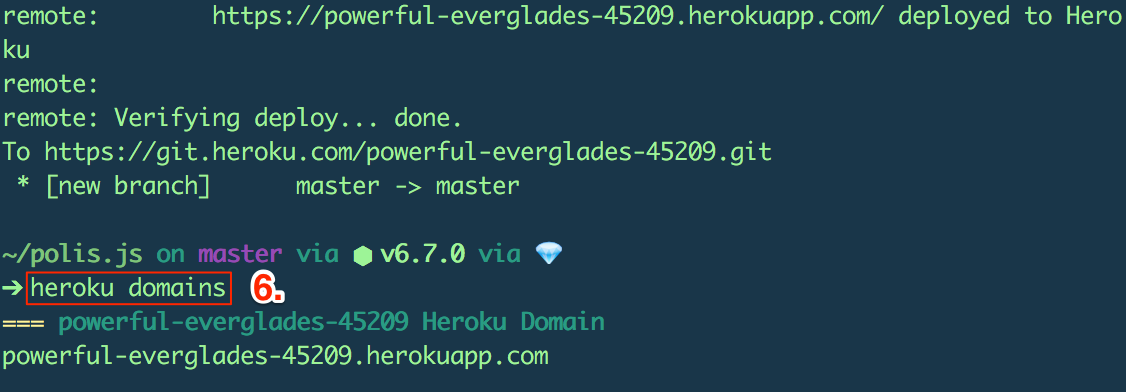 remote:        https://powerful-everglades-45209.herokuapp.com/ deployed to Hero
ku
remote:
remote: Verifying deploy... done.
To https://git.heroku.com/powerful-everglades-45209.git
 * [new branch]      master -> master
~/polis.js on master via ⬢ v6.7.0 via 💎
➜ heroku domains 6.
=== powerful-everglades-45209 Heroku Domain
powerful-everglades-45209.herokuapp.com